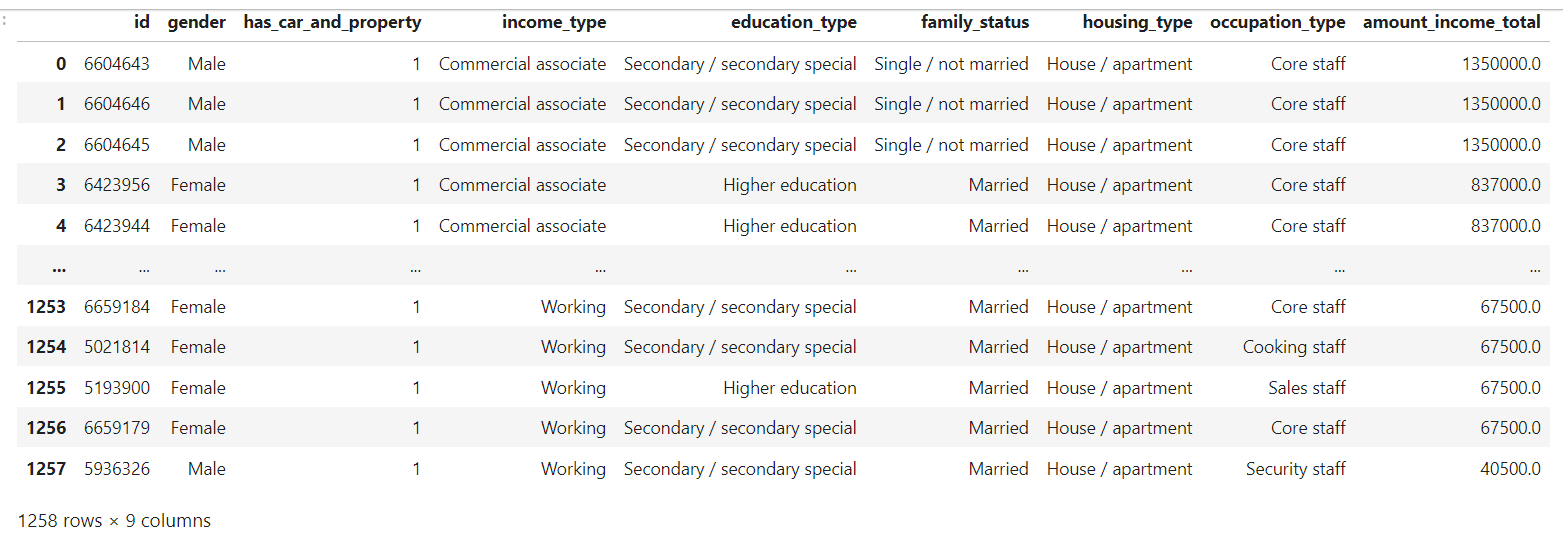 id gender has_car_and_property income_type education_type family_status housing_type occupation_type amount_income_total
0 6604643 Male 1 Commercial associate Secondary / secondary special Single / not married House / apartment Core staff 1350000.0
1 6604646 Male 1 Commercial associate Secondary / secondary special Single / not married House / apartment Core staff 1350000.0
2 6604645 Male 1 Commercial associate Secondary / secondary special Single / not married House / apartment Core staff 1350000.0
3 6423956 Female 1 Commercial associate Higher education Married House / apartment Core staff 837000.0
4 6423944 Female 1 Commercial associate Higher education Married House / apartment Core staff 837000.0
... ... ... ... ... ... ... ... ... ...
1253 6659184 Female 1 Working Secondary / secondary special Married House / apartment Core staff 67500.0
1254 5021814 Female 1 Working Secondary / secondary special Married House / apartment Cooking staff 67500.0
1255 5193900 Female 1 Working Higher education Married House / apartment Sales staff 67500.0
1256 6659179 Female 1 Working Secondary / secondary special Married House / apartment Core staff 67500.0
1257 5936326 Male 1 Working Secondary / secondary special Married House / apartment Security staff 40500.0
1258 rows × 9 columns